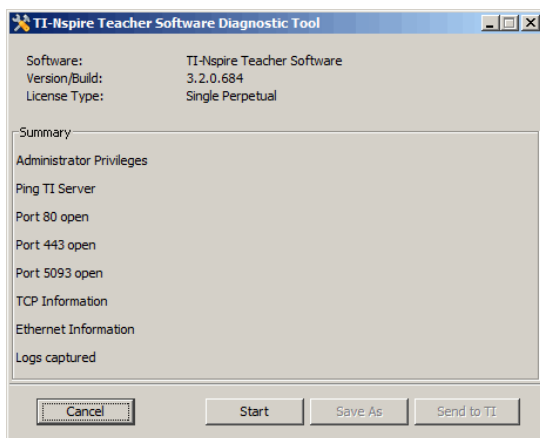 TI-Nspire Teacher Software Diagnostic Tool
Software: TI-Nspire Teacher Software
Version/Build: 3.2.0.684
License Type: Single Perpetual
Summary
Administrator Privileges
Ping TI Server
Port 80 open
Port 443 open
Port 5093 open
TCP Information
Ethernet Information
Logs captured
Cancel Start Save As Send to TI